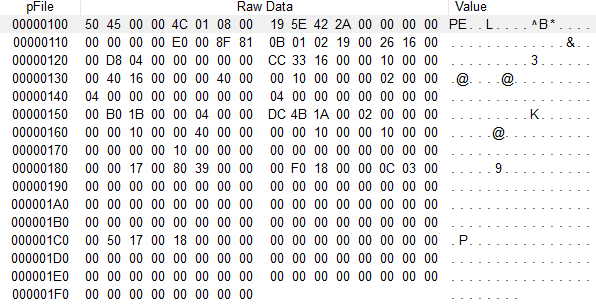 pFile Raw Data Value
00000100 50 45 00 00 4C 01 08 00 19 5E 42 2A 00 00 00 00 PE..L....^B*....
00000110 00 00 00 00 E0 00 8F 81 0B 01 02 19 00 26 16 00 .............&..
00000120 00 D8 04 00 00 00 00 00 CC 33 16 00 00 10 00 00 .........3......
00000130 00 40 16 00 00 00 40 00 00 10 00 00 00 02 00 00 .@....@.........
00000140 04 00 00 00 00 00 00 00 04 00 00 00 00 00 00 00 ................
00000150 00 B0 1B 00 00 04 00 00 DC 4B 1A 00 02 00 00 00 .........K......
00000160 00 00 10 00 00 40 00 00 00 00 10 00 00 10 00 00 .....@..........
00000170 00 00 00 00 10 00 00 00 00 00 00 00 00 00 00 00 ................
00000180 00 00 17 00 80 39 00 00 00 F0 18 00 00 0C 03 00 .....9..........
00000190 00 00 00 00 00 00 00 00 00 00 00 00 00 00 00 00 ................
000001A0 00 00 00 00 00 00 00 00 00 00 00 00 00 00 00 00 ................
000001B0 00 00 00 00 00 00 00 00 00 00 00 00 00 00 00 00 ................
000001C0 00 50 17 00 18 00 00 00 00 00 00 00 00 00 00 00 .P..............
000001D0 00 00 00 00 00 00 00 00 00 00 00 00 00 00 00 00 ................
000001E0 00 00 00 00 00 00 00 00 00 00 00 00 00 00 00 00 ................
000001F0 00 00 00 00 00 00 00 00 ........